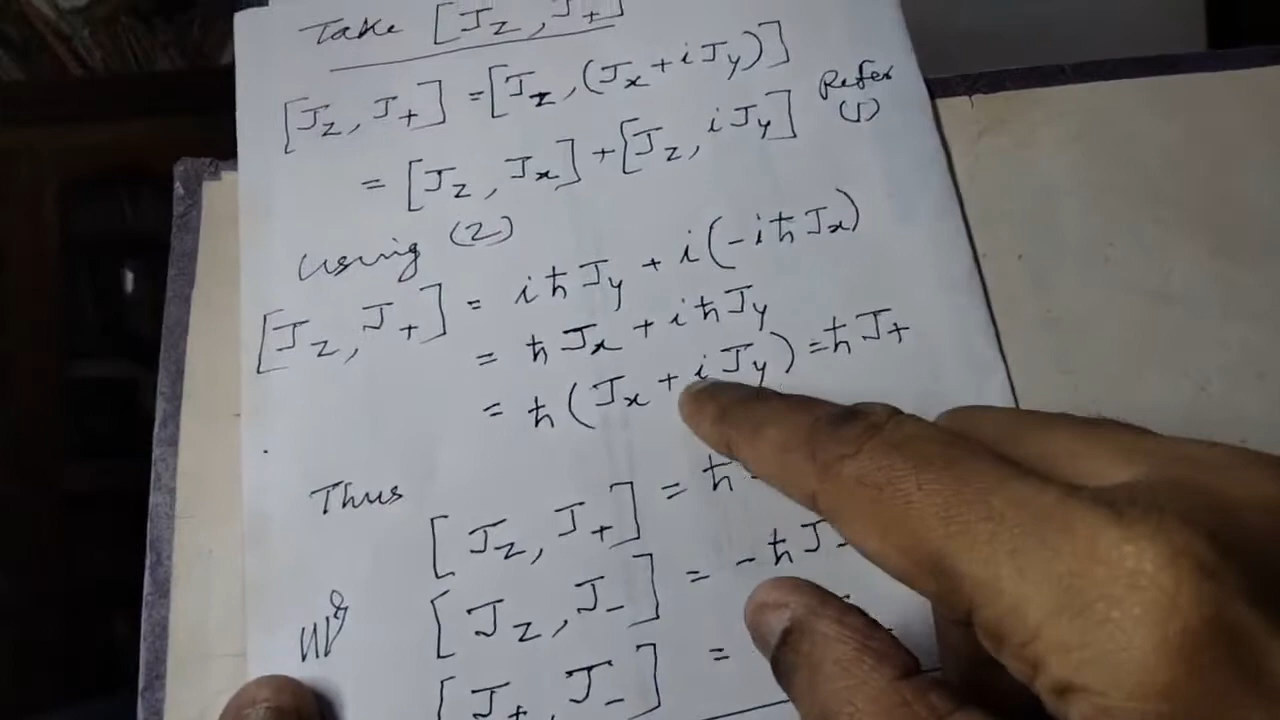 Take [Jz, J+]
[Jz, J+] = [Jz, (Jx + iJy)]
= [Jz, Jx] + [Jz, iJy] Refer (1)
Using (2)
[Jz, J+] = iħJy + i(-iħJx)
= ħJx + iħJy
= ħ(Jx + iJy) = ħJ+
Thus [Jz, J+] = ħ
[Jz, J-] = -ħJ-
[J+, J-] =